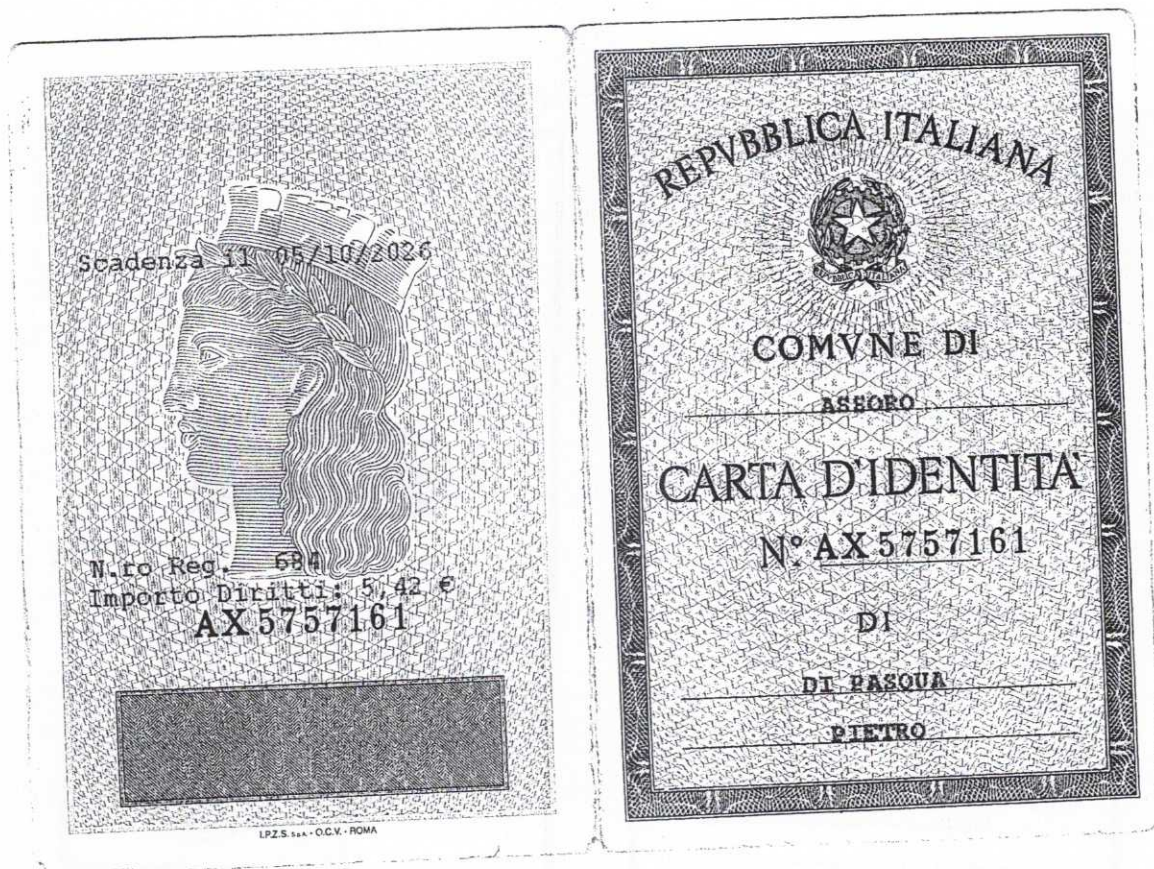 Scadenza il 05/10/2026
N.ro Reg. 684
Importo Diritti: 5,42 €
AX 5757161
I.P.Z.S. S.p.A. - O.C.V. - ROMA
REPVBBLICA ITALIANA
COMVNE DI
ASSORO
CARTA D'IDENTITA'
N° AX 5757161
DI
DI PASQUA
PIETRO